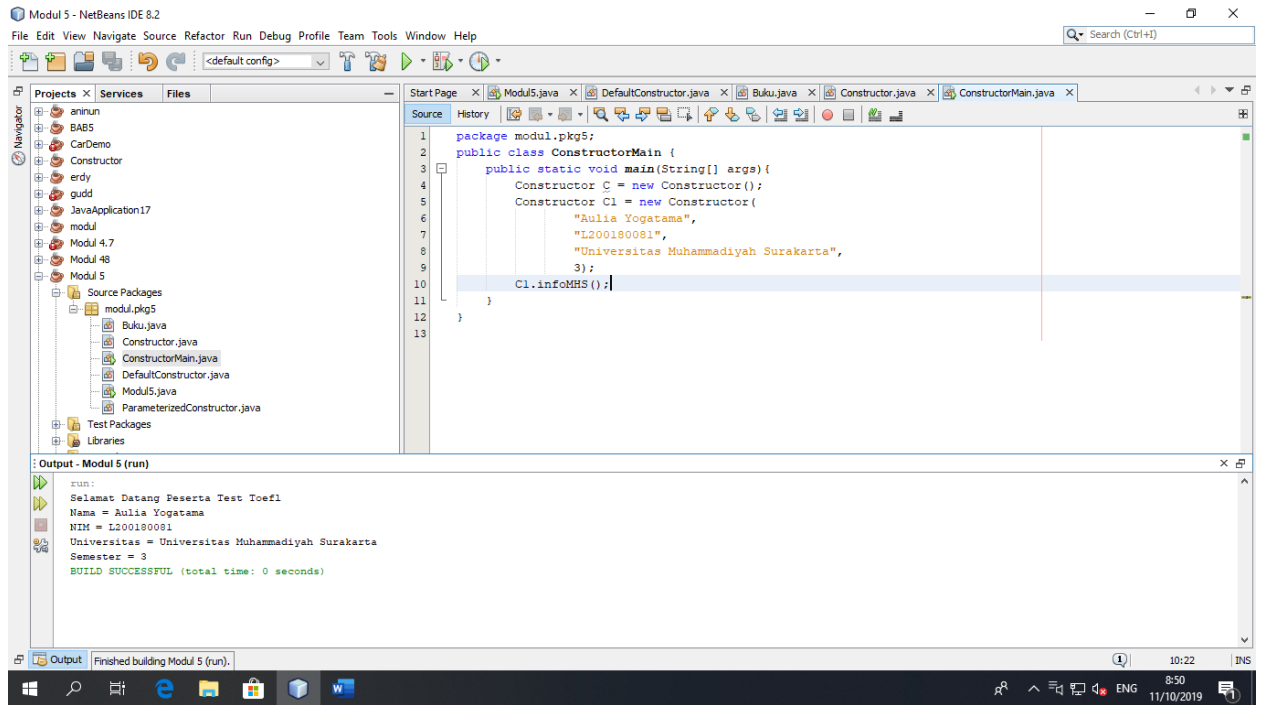 Modul 5 - NetBeans IDE 8.2
File Edit View Navigate Source Refactor Run Debug Profile Team Tools Window Help
Search (Ctrl+I)
<default config>
Projects Services Files
Start Page Modul5.java DefaultConstructor.java Buku.java Constructor.java ConstructorMain.java
Navigator
Source History
aninun
BAB5
CarDemo
Constructor
erdy
gudd
JavaApplication17
modul
Modul 4.7
Modul 48
Modul 5
Source Packages
modul.pkg5
Buku.java
Constructor.java
ConstructorMain.java
DefaultConstructor.java
Modul5.java
ParameterizedConstructor.java
Test Packages
Libraries
1 package modul.pkg5;
2 public class ConstructorMain {
3 public static void main(String[] args){
4 Constructor C = new Constructor();
5 Constructor C1 = new Constructor(
6 "Aulia Yogatama",
7 "L200180081",
8 "Universitas Muhammadiyah Surakarta",
9 3);
10 C1.infoMHS();
11 }
12 }
13
Output - Modul 5 (run)
run:
Selamat Datang Peserta Test Toefl
Nama = Aulia Yogatama
NIM = L200180081
Universitas = Universitas Muhammadiyah Surakarta
Semester = 3
BUILD SUCCESSFUL (total time: 0 seconds)
Output Finished building Modul 5 (run).
1 10:22 INS
ENG
8:50
11/10/2019